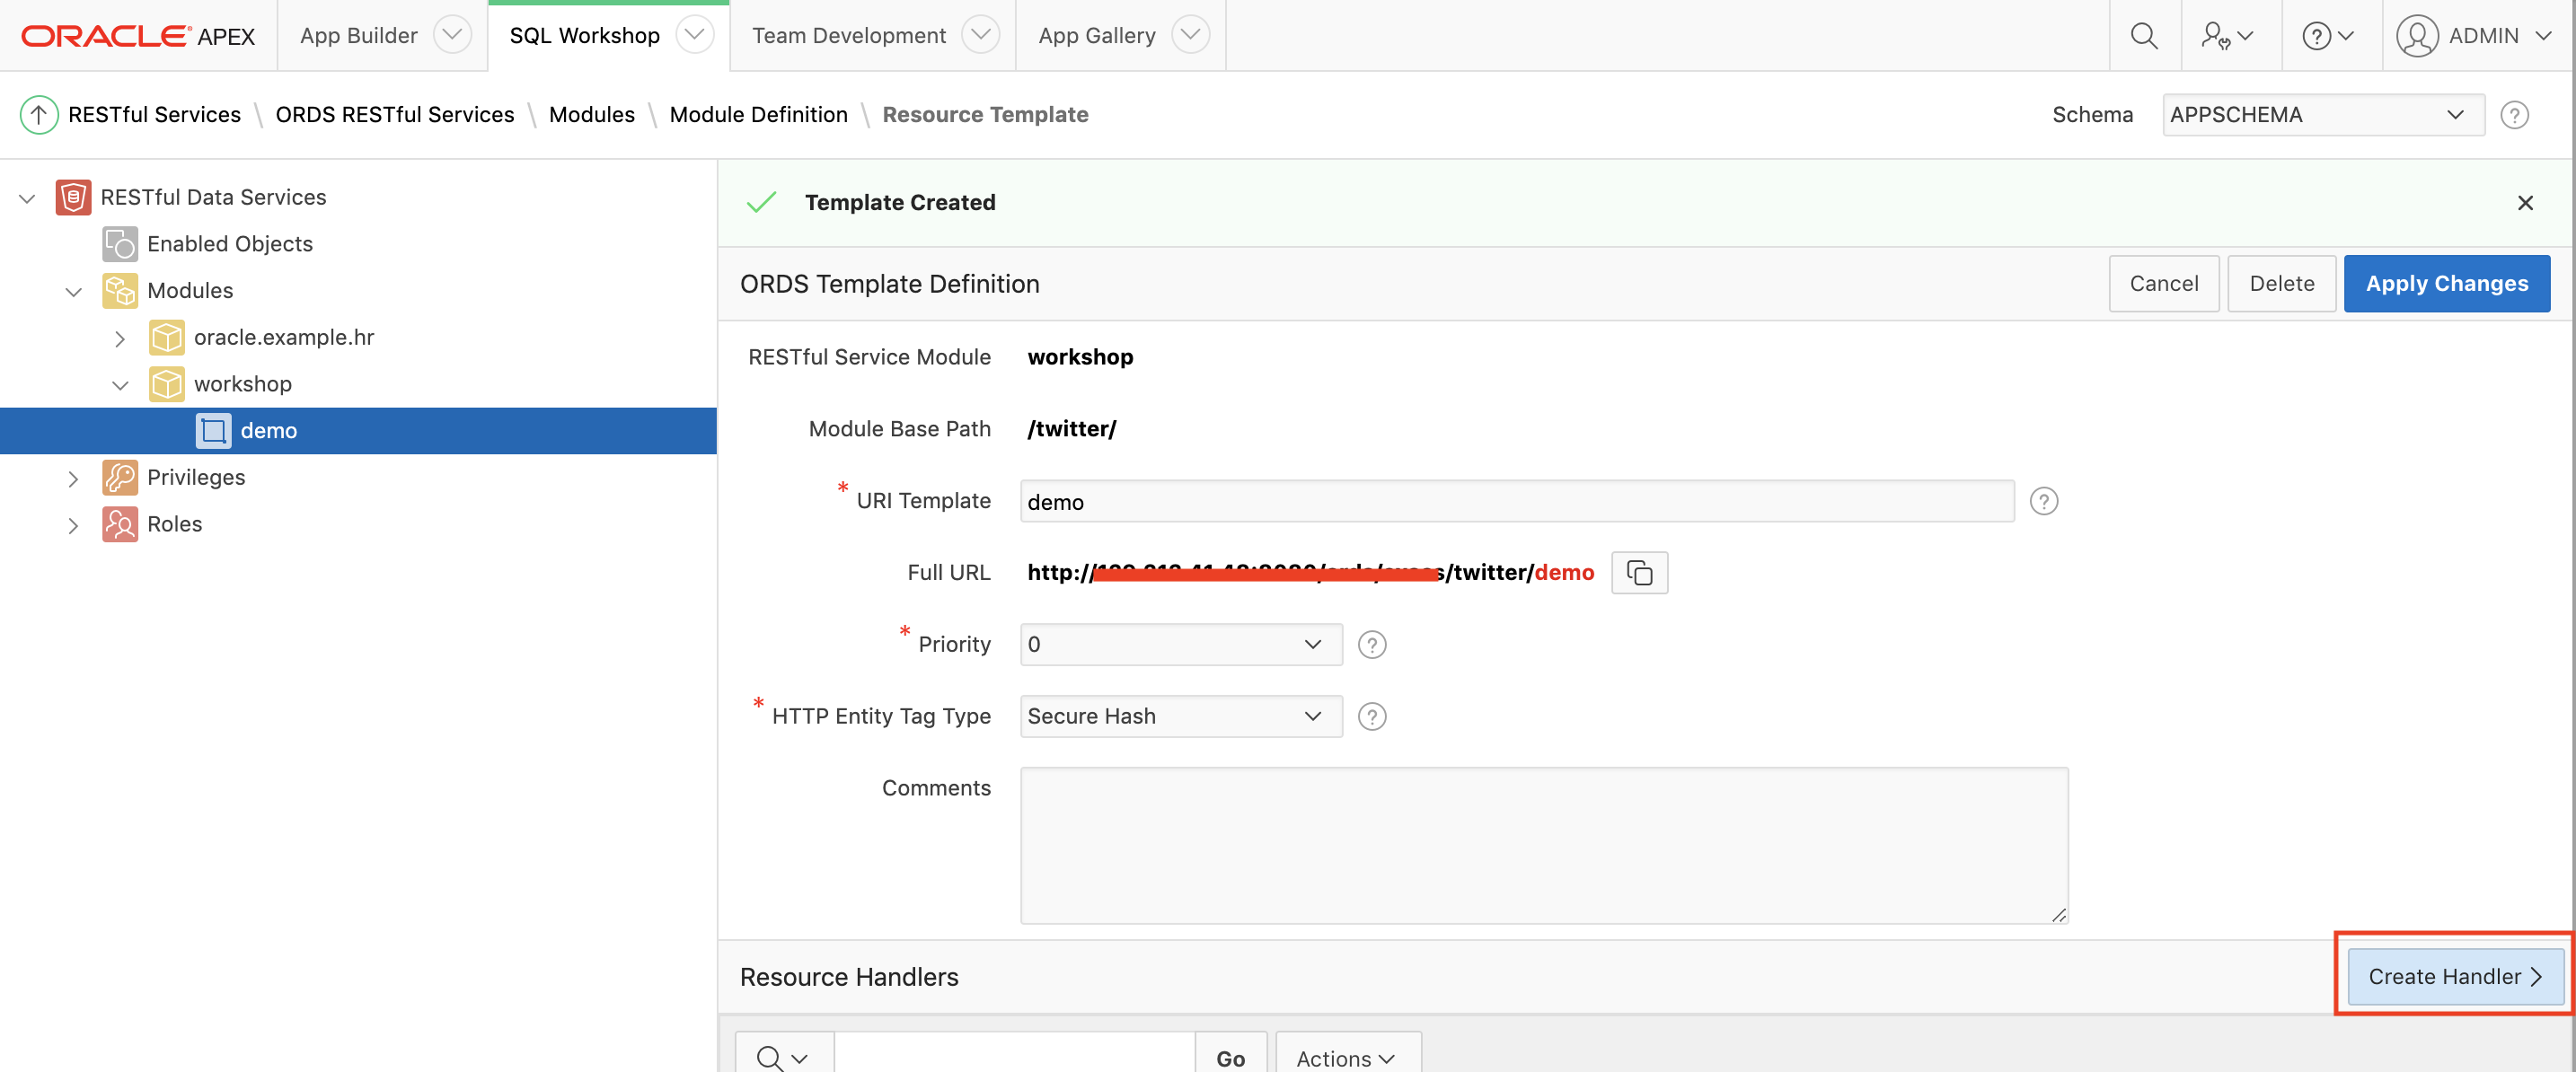 ORACLE APEX App Builder SQL Workshop Team Development App Gallery ADMIN
RESTful Services \ ORDS RESTful Services \ Modules \ Module Definition \ Resource Template Schema APPSCHEMA
RESTful Data Services
Enabled Objects
Modules
oracle.example.hr
workshop
demo
Privileges
Roles
Template Created
ORDS Template Definition Cancel Delete Apply Changes
RESTful Service Module workshop
Module Base Path /twitter/
* URI Template demo
Full URL http:// s/twitter/demo
* Priority 0
* HTTP Entity Tag Type Secure Hash
Comments
Resource Handlers Create Handler
Go Actions